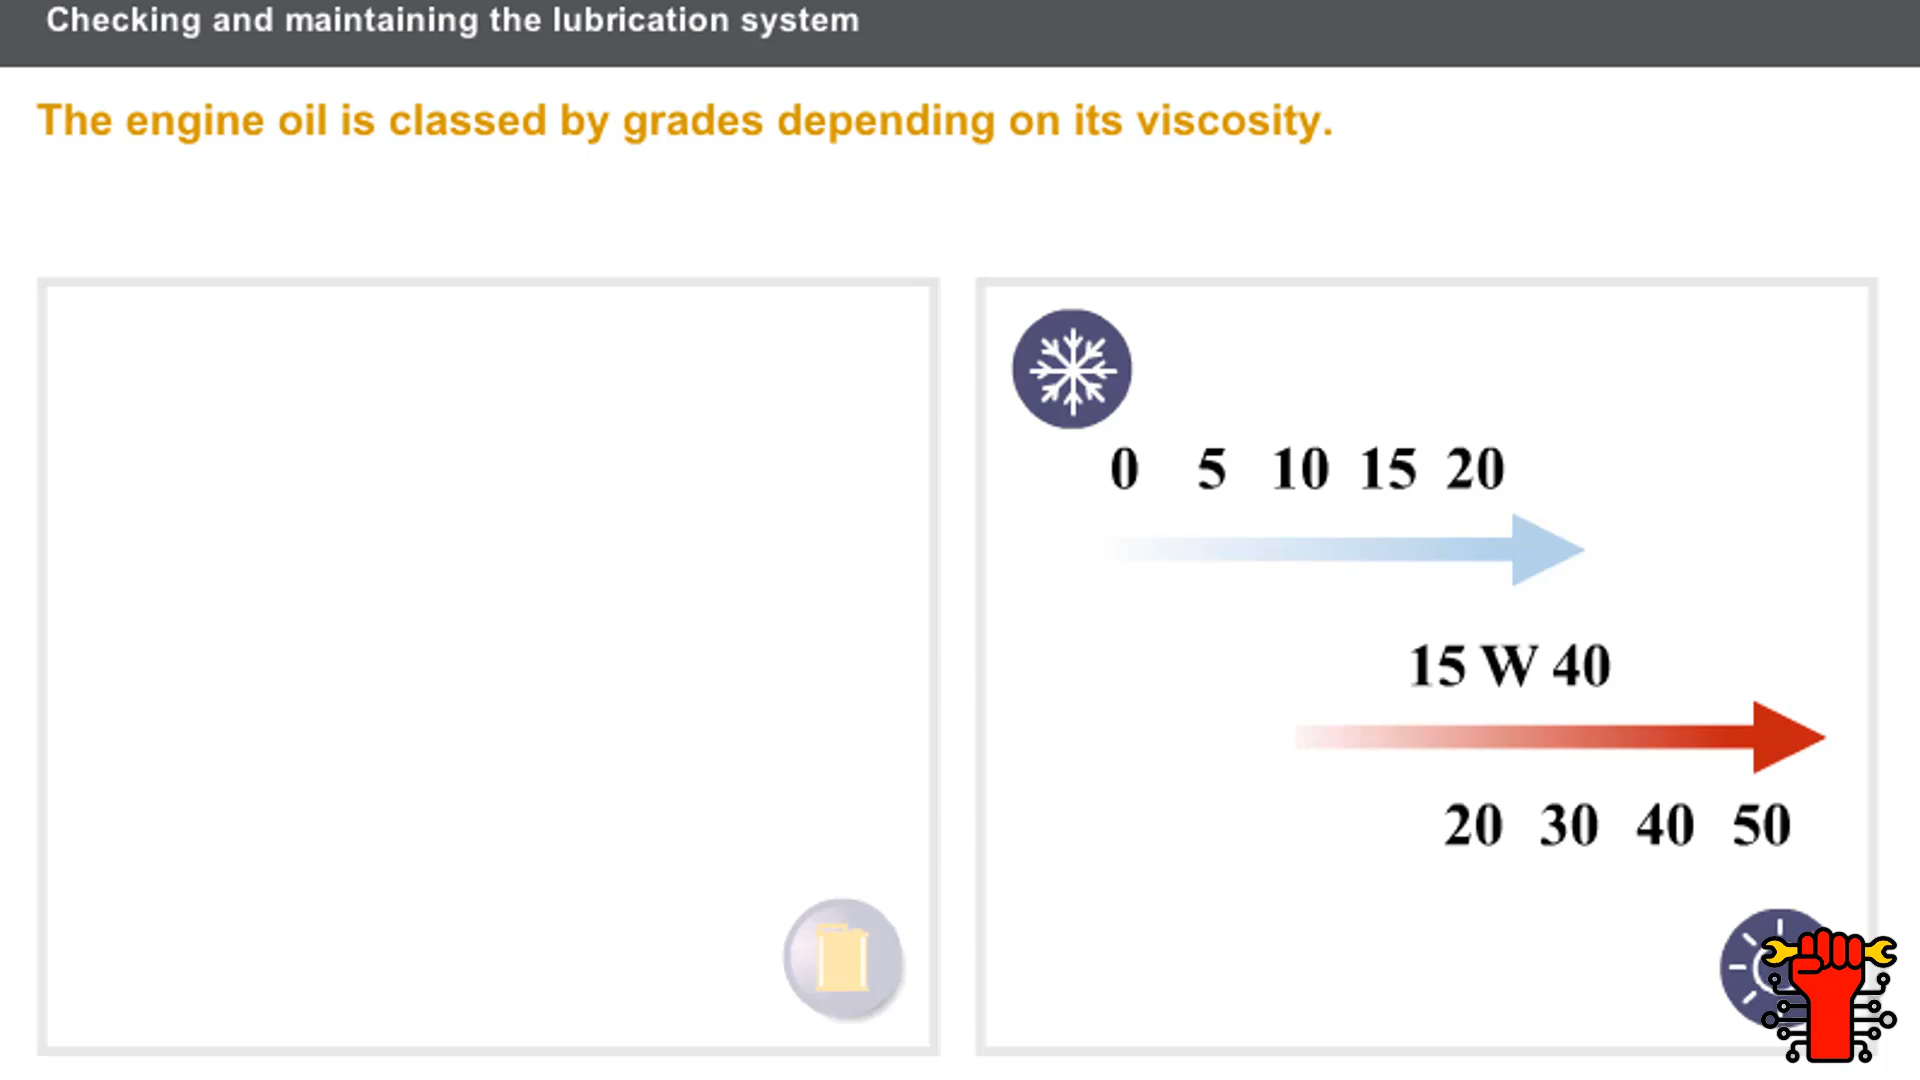 Checking and maintaining the lubrication system
The engine oil is classed by grades depending on its viscosity.
0 5 10 15 20
15 W 40
20 30 40 50